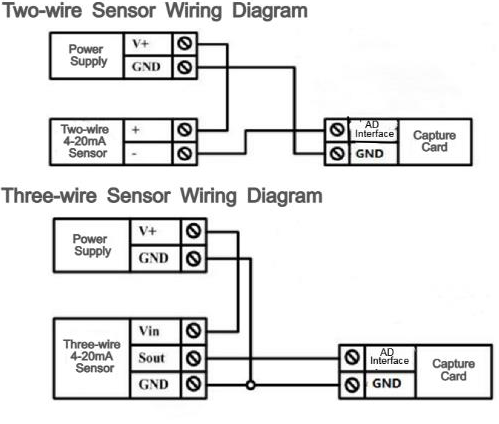 Two-wire Sensor Wiring Diagram
Power
Supply
V+
GND
Two-wire
4-20mA
Sensor
+
-
AD
Interface
GND
Capture
Card
Three-wire Sensor Wiring Diagram
Power
Supply
V+
GND
Three-wire
4-20mA
Sensor
Vin
Sout
GND
AD
Interface
GND
Capture
Card